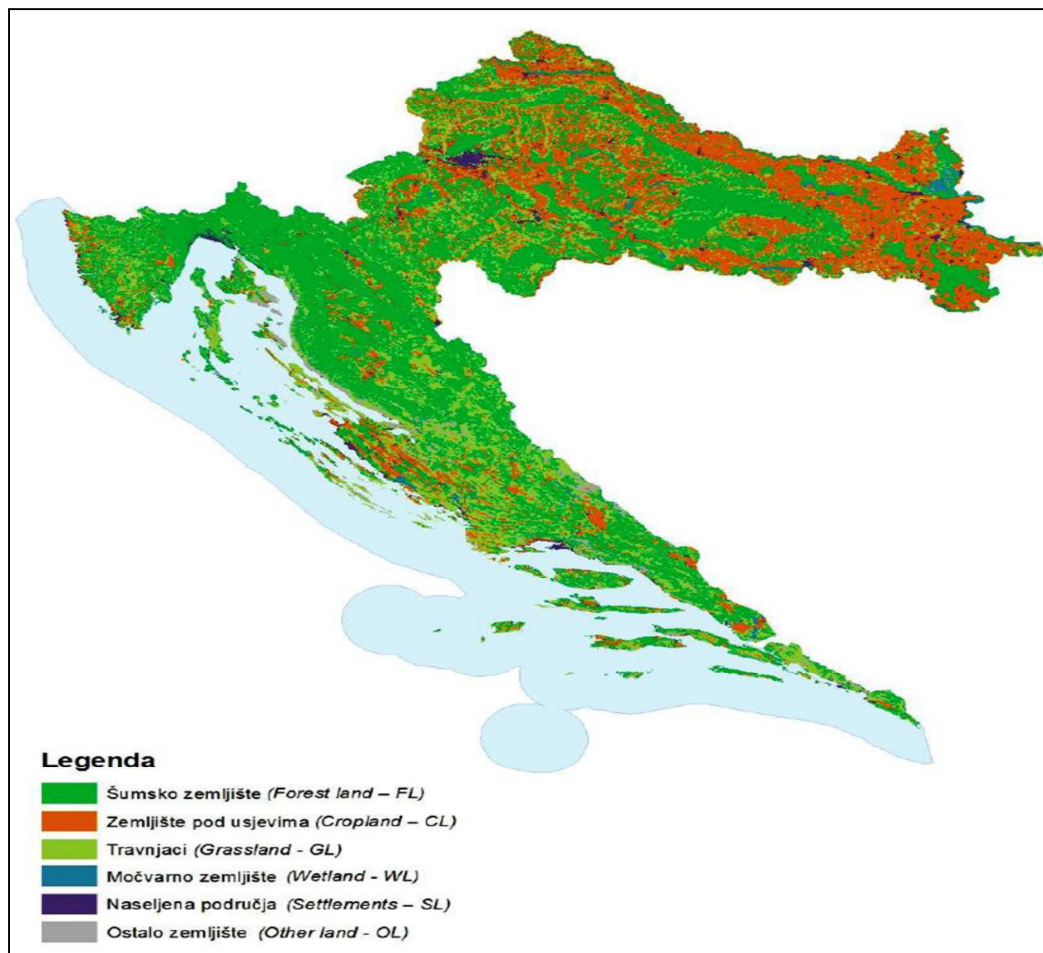 Legenda
Šumsko zemljište (Forest land – FL)
Zemljište pod usjevima (Cropland – CL)
Travnjaci (Grassland - GL)
Močvarno zemljište (Wetland - WL)
Naseljena područja (Settlements – SL)
Ostalo zemljište (Other land - OL)